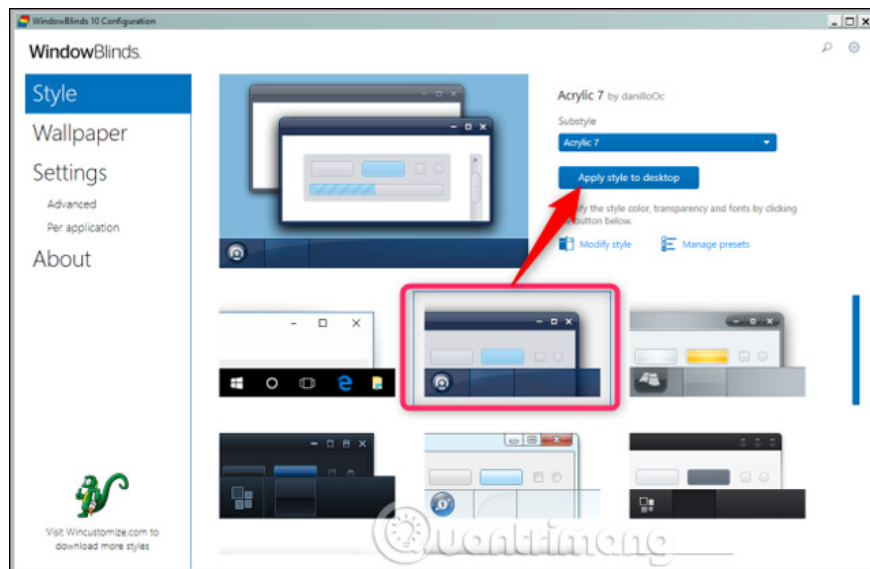 WindowBlinds 10 Configuration
WindowBlinds.
Style
Wallpaper
Settings
Advanced
Per application
About
Visit Wincustomize.com to
download more styles
Acrylic 7 by danilloOc
Substyle
Acrylic 7
Apply style to desktop
the style color, transparency and fonts by clicking
button below.
Modify style
Manage presets
Quantrimang